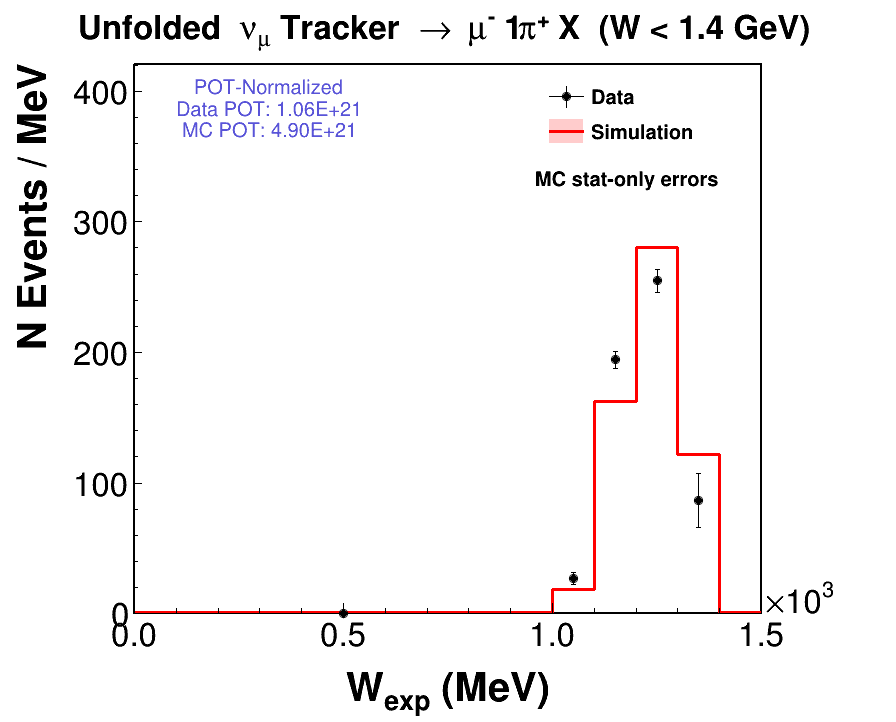 Unfolded νμ Tracker → μ- 1π+ X (W < 1.4 GeV)
POT-Normalized
Data POT: 1.06E+21
MC POT: 4.90E+21
Data
Simulation
MC stat-only errors
N Events / MeV
400
300
200
100
0
0.0 0.5 1.0 1.5
×10³
Wexp (MeV)